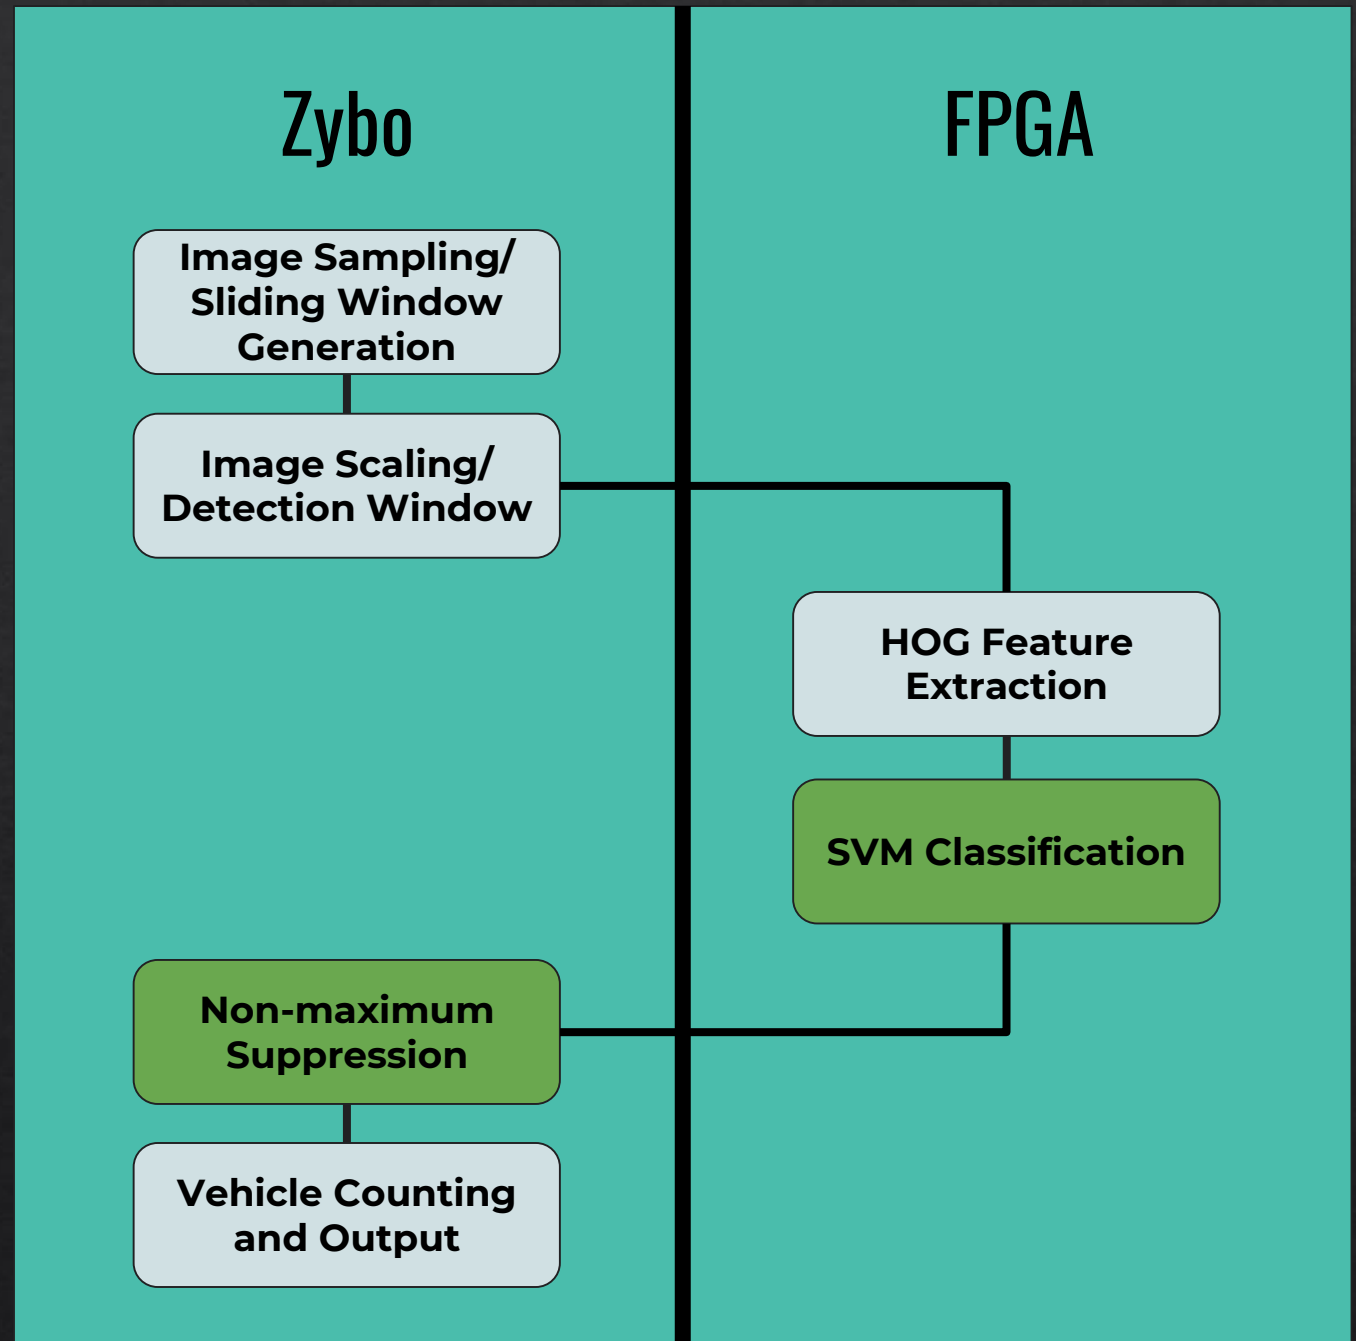 Zybo
FPGA
Image Sampling/
Sliding Window
Generation
Image Scaling/
Detection Window
HOG Feature
Extraction
SVM Classification
Non-maximum
Suppression
Vehicle Counting
and Output